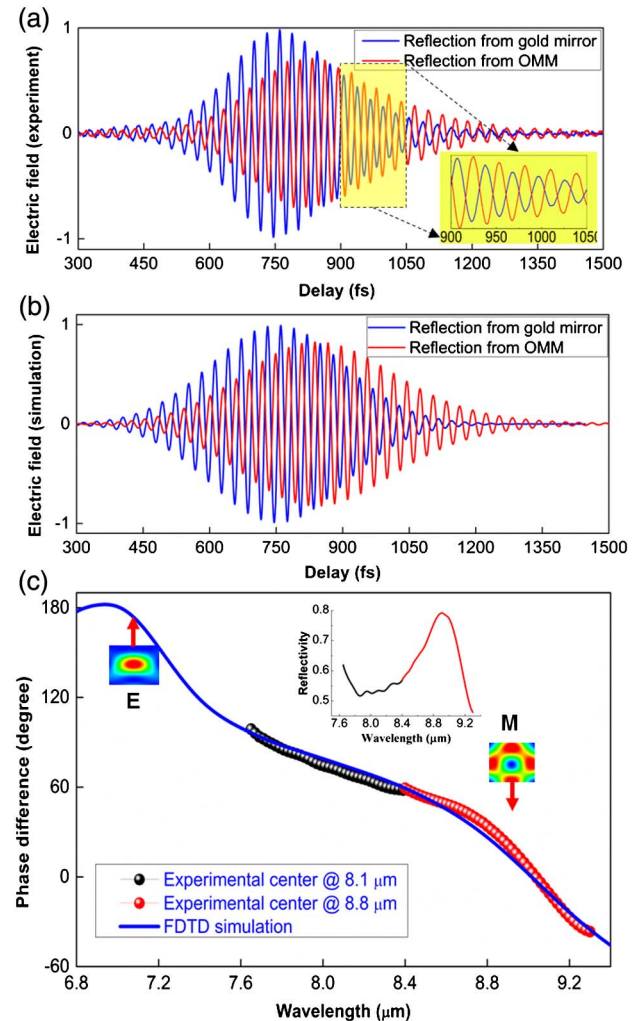 (a)
1
0
-1
Electric field (experiment)
Reflection from gold mirror
Reflection from OMM
900 950 1000 1050
300 450 600 750 900 1050 1200 1350 1500
Delay (fs)
(b)
1
0
-1
Electric field (simulation)
Reflection from gold mirror
Reflection from OMM
300 450 600 750 900 1050 1200 1350 1500
Delay (fs)
(c)
180
120
60
0
-60
Phase difference (degree)
E
0.8
0.7
0.6
0.5
Reflectivity
7.6 8.0 8.4 8.8 9.2
Wavelength (μm)
M
Experimental center @ 8.1 μm
Experimental center @ 8.8 μm
FDTD simulation
6.8 7.2 7.6 8.0 8.4 8.8 9.2
Wavelength (μm)